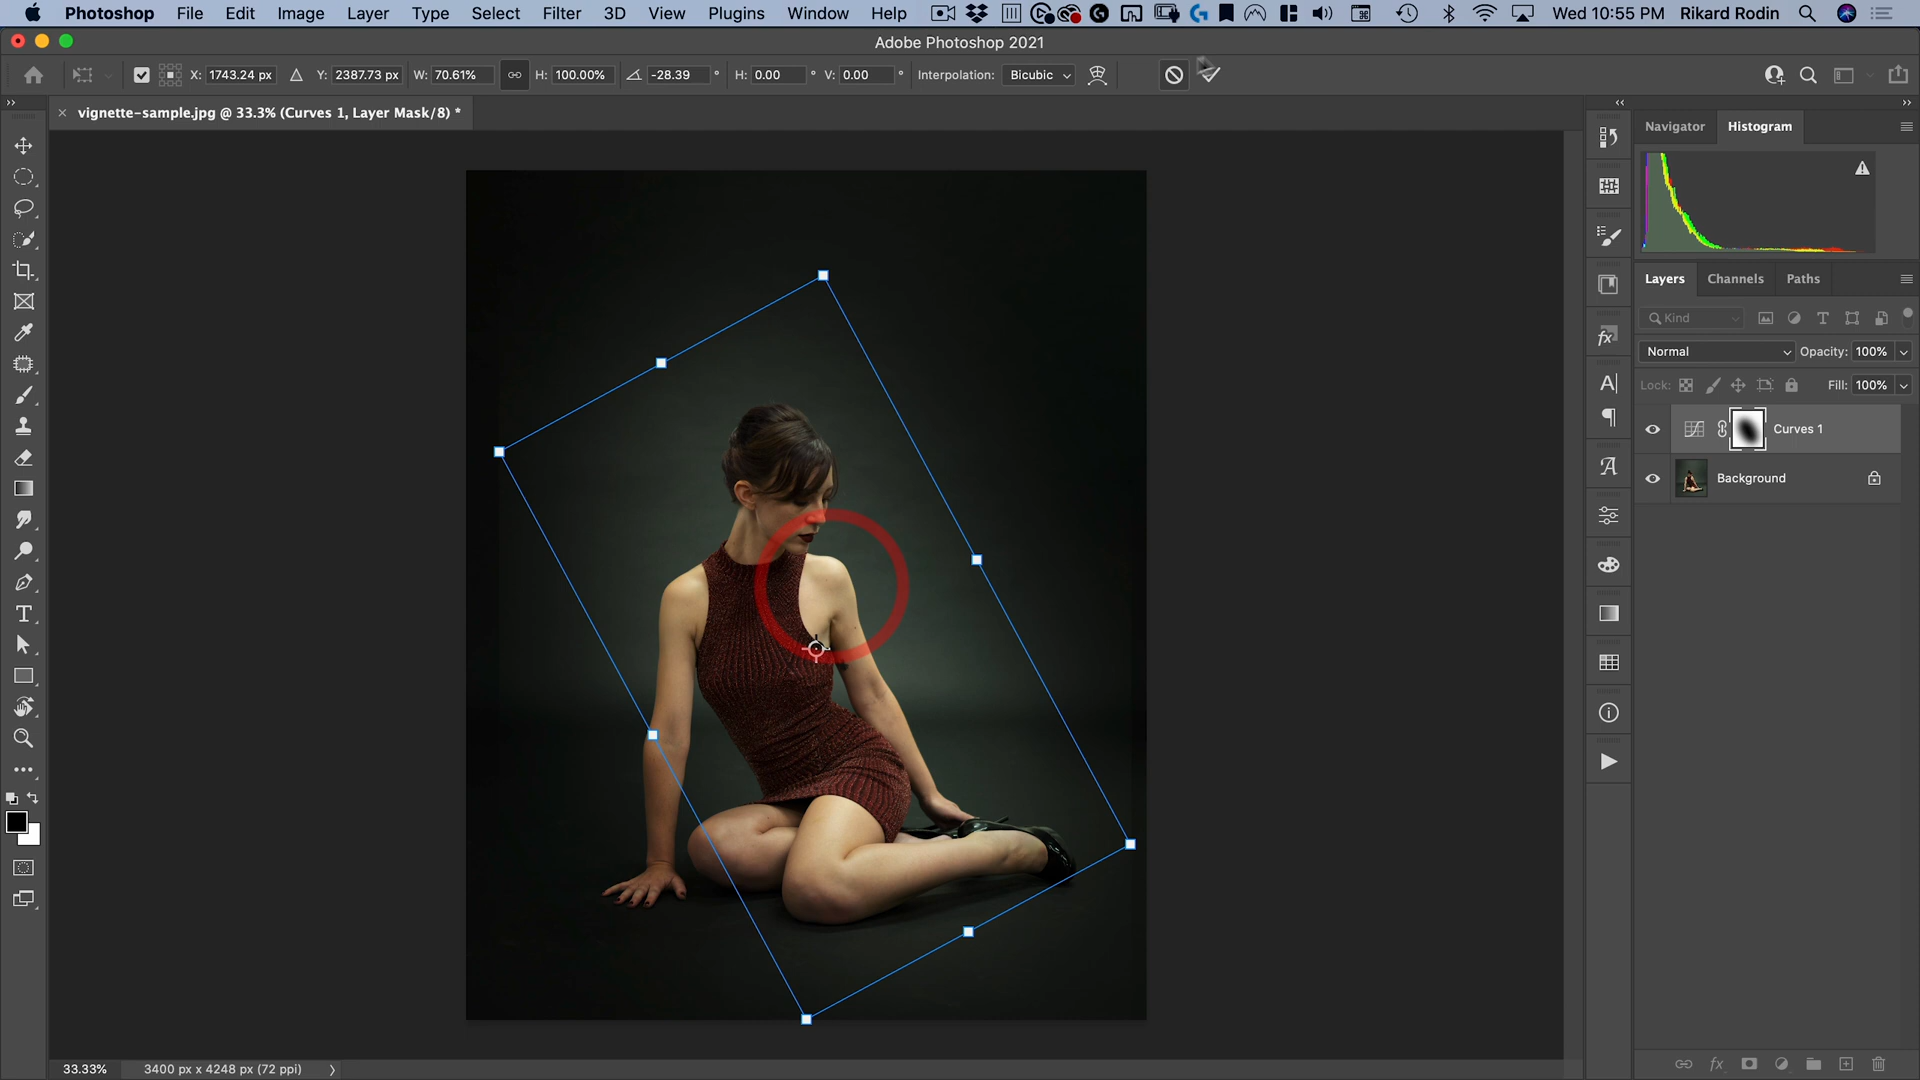 Photoshop File Edit Image Layer Type Select Filter 3D View Plugins Window Help Wed 10:55 PM Rikard Rodin
Adobe Photoshop 2021
X: 1743.24 px Y: 2387.73 px W: 70.61% H: 100.00% -28.39 ° H: 0.00 ° V: 0.00 ° Interpolation: Bicubic
vignette-sample.jpg @ 33.3% (Curves 1, Layer Mask/8) *
Navigator Histogram
Layers Channels Paths
Kind
Normal Opacity: 100%
Lock: Fill: 100%
Curves 1
Background
33.33% 3400 px x 4248 px (72 ppi)